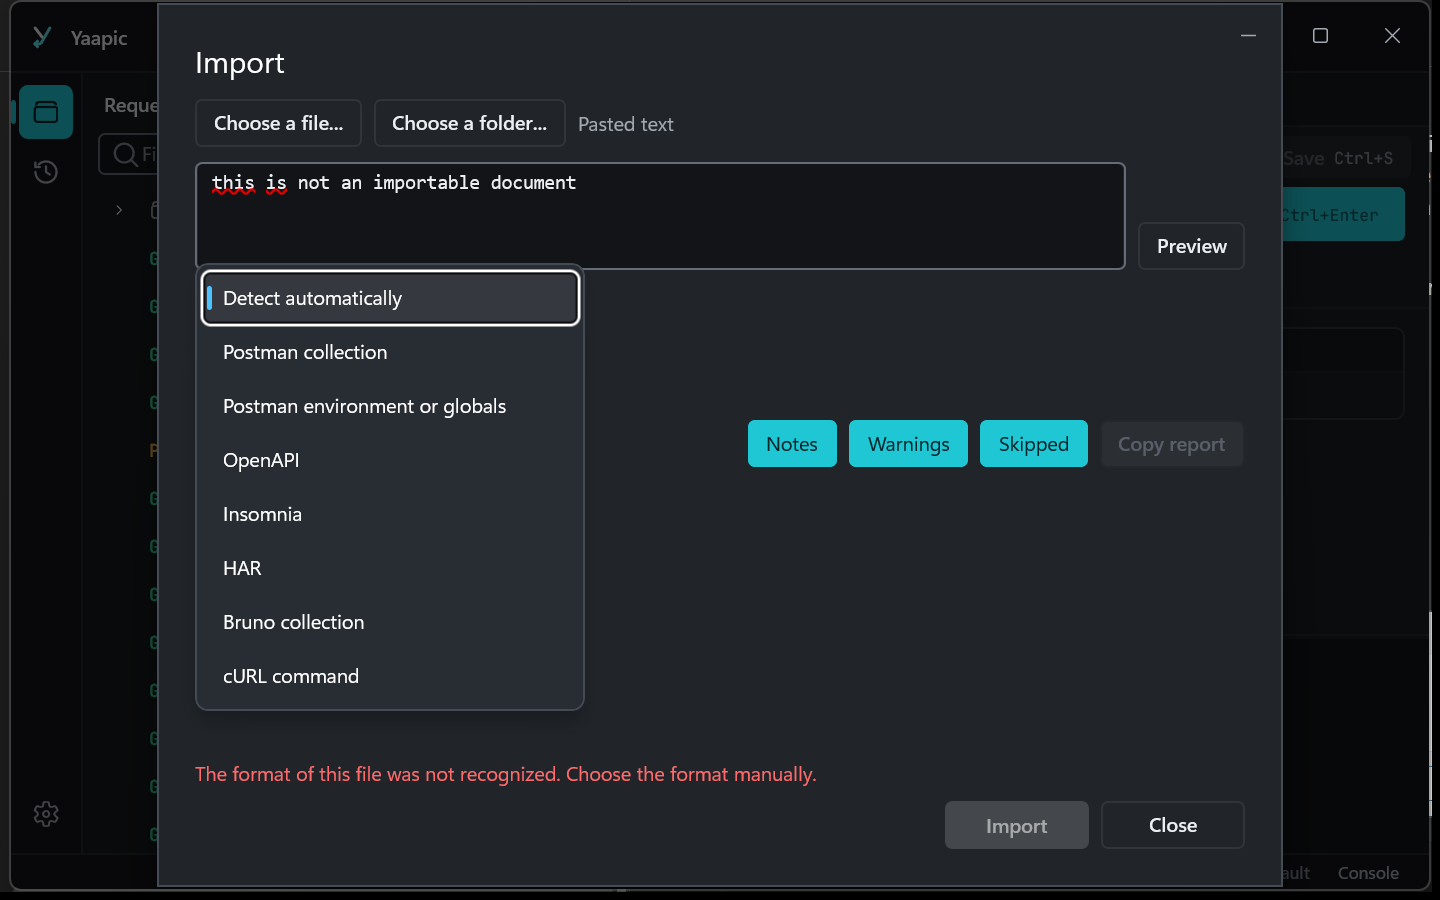 Yaapic
Import
Choose a file...
Choose a folder...
Pasted text
this is not an importable document
Preview
Save Ctrl+S
Ctrl+Enter
Detect automatically
Postman collection
Postman environment or globals
OpenAPI
Insomnia
HAR
Bruno collection
cURL command
Notes
Warnings
Skipped
Copy report
The format of this file was not recognized. Choose the format manually.
Import
Close
Console